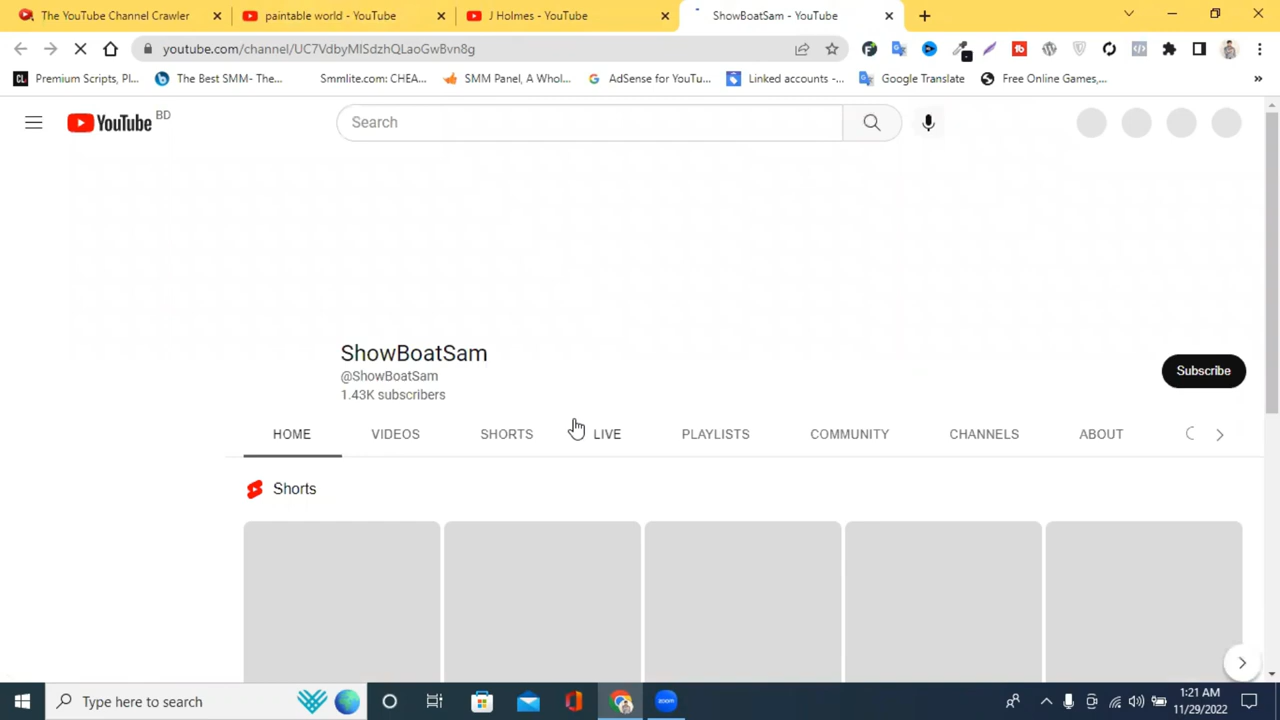 The YouTube Channel Crawler
paintable world - YouTube
J Holmes - YouTube
ShowBoatSam - YouTube
youtube.com/channel/UC7VdbyMlSdzhQLaoGwBvn8g
CL Premium Scripts, Pl...
b The Best SMM- The...
Smmlite.com: CHEA...
SMM Panel, A Whol...
G AdSense for YouTu...
Linked accounts -...
Google Translate
Free Online Games,...
YouTube BD
Search
ShowBoatSam
@ShowBoatSam
1.43K subscribers
Subscribe
HOME VIDEOS SHORTS LIVE PLAYLISTS COMMUNITY CHANNELS ABOUT
Shorts
Type here to search
zoom
1:21 AM
11/29/2022